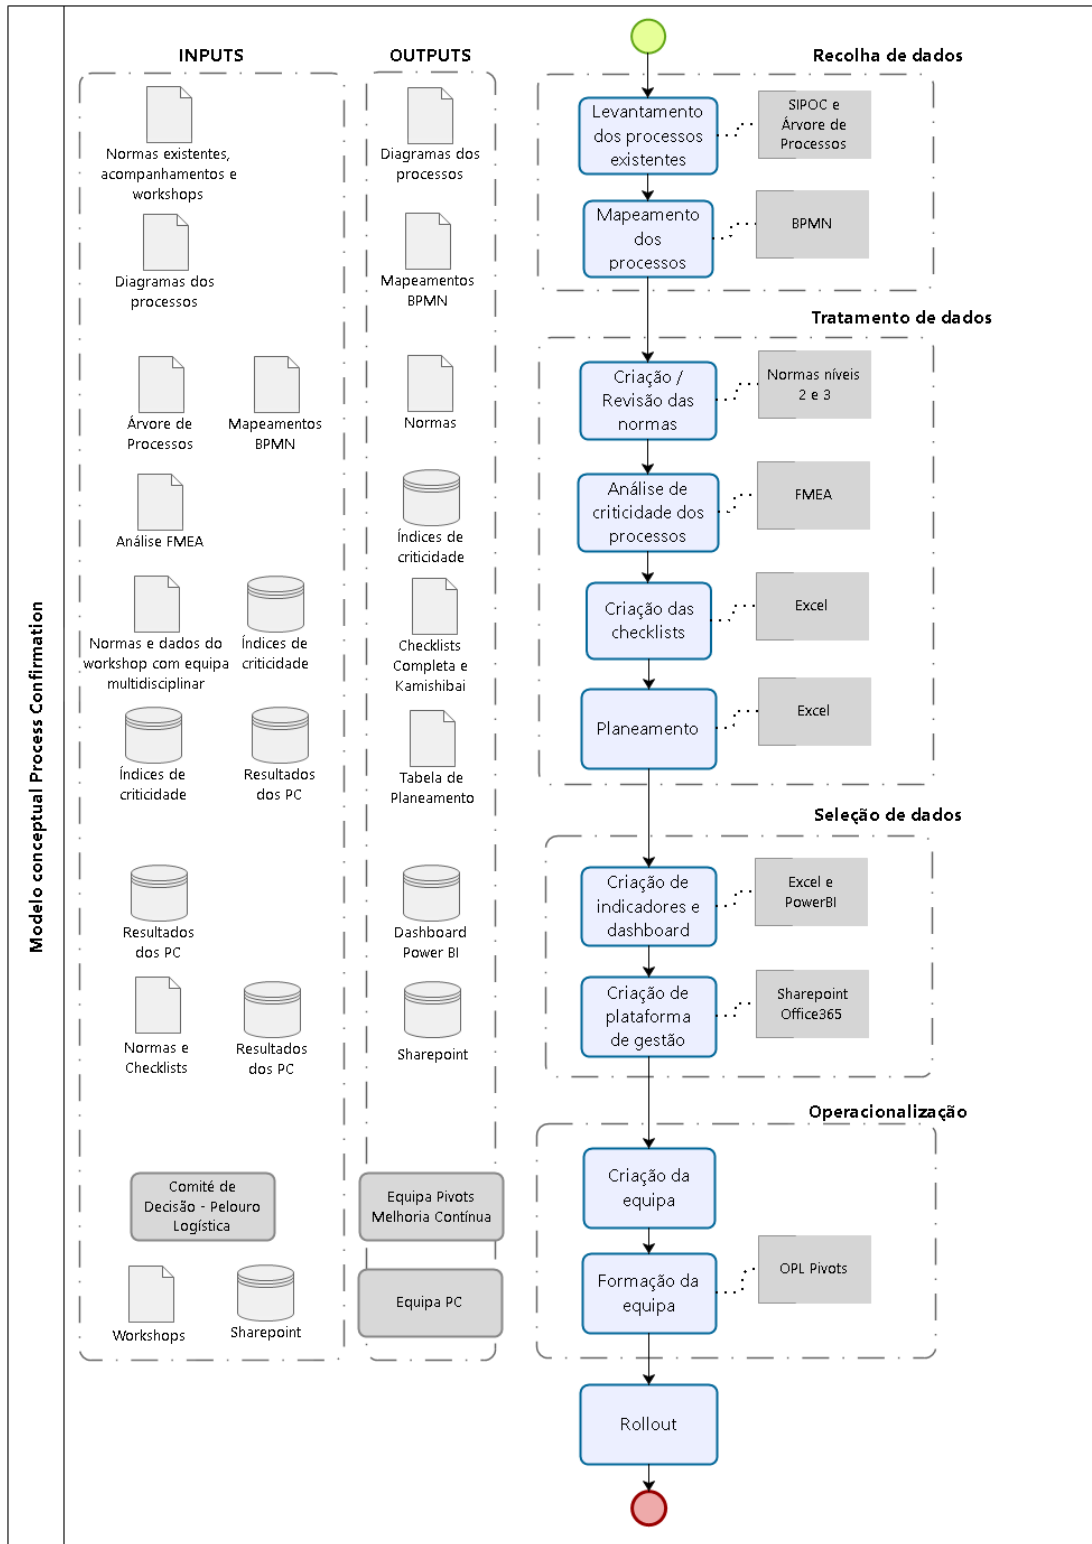 Modelo conceptual Process Confirmation
INPUTS
Normas existentes,
acompanhamentos e
workshops
Diagramas dos
processos
Árvore de
Processos
Mapeamentos
BPMN
Análise FMEA
Normas e dados do
workshop com equipa
multidisciplinar
Índices de
criticidade
Índices de
criticidade
Resultados
dos PC
Resultados
dos PC
Normas e
Checklists
Resultados
dos PC
Comité de
Decisão - Pelouro
Logística
Workshops
Sharepoint
OUTPUTS
Diagramas dos
processos
Mapeamentos
BPMN
Normas
Índices de
criticidade
Checklists
Completa e
Kamishibai
Tabela de
Planeamento
Dashboard
Power BI
Sharepoint
Equipa Pivots
Melhoria Contínua
Equipa PC
Recolha de dados
Levantamento
dos processos
existentes
SIPOC e
Árvore de
Processos
Mapeamento
dos
processos
BPMN
Tratamento de dados
Criação /
Revisão das
normas
Normas níveis
2 e 3
Análise de
criticidade dos
processos
FMEA
Criação das
checklists
Excel
Planeamento
Excel
Seleção de dados
Criação de
indicadores e
dashboard
Excel e
PowerBI
Criação de
plataforma
de gestão
Sharepoint
Office365
Operacionalização
Criação da
equipa
Formação da
equipa
OPL Pivots
Rollout